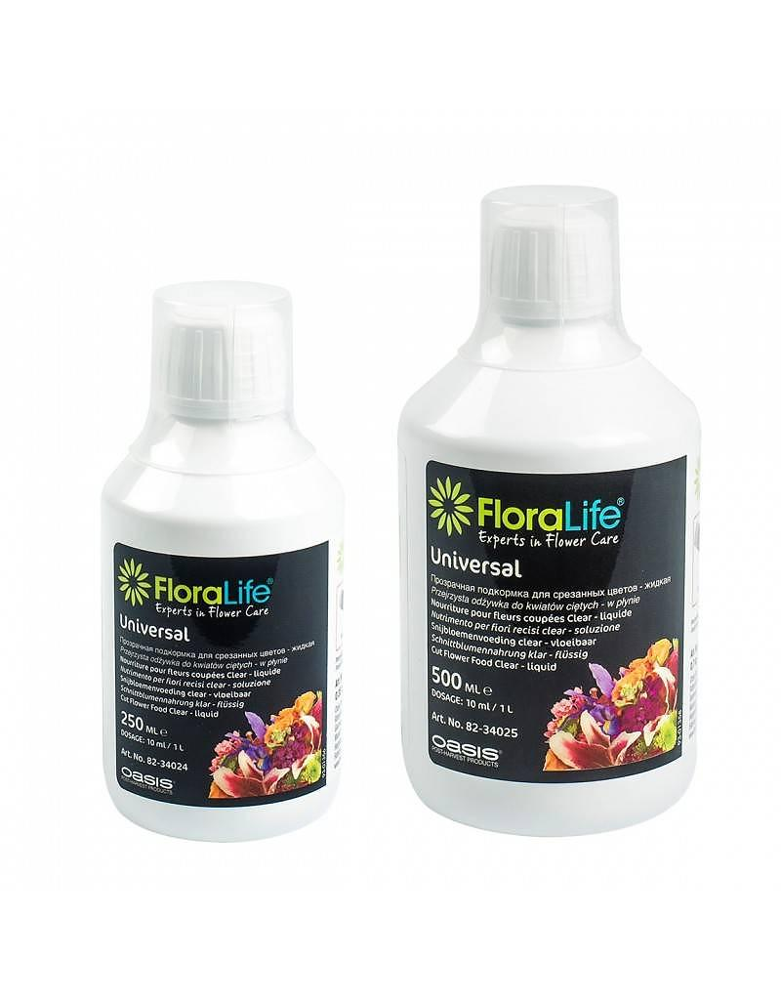 FloraLife®
Experts in Flower Care
Universal
Прозрачная подкормка для срезанных цветов - жидкая
Przejrzysta odżywka do kwiatów ciętych - w płynie
Nourriture pour fleurs coupées Clear - liquide
Nutrimento per fiori recisi clear - soluzione
Snijbloemenvoeding clear - vloeibaar
Schnittblumennahrung klar - flüssig
Cut Flower Food Clear - liquid
250 ML ℮
DOSAGE: 10 ml / 1 L
Art. No. 82-34024
OASIS®
POST-HARVEST PRODUCTS
FloraLife®
Experts in Flower Care
Universal
Прозрачная подкормка для срезанных цветов - жидкая
Przejrzysta odżywka do kwiatów ciętych - w płynie
Nourriture pour fleurs coupées Clear - liquide
Nutrimento per fiori recisi clear - soluzione
Snijbloemenvoeding clear - vloeibaar
Schnittblumennahrung klar - flüssig
Cut Flower Food Clear - liquid
500 ML ℮
DOSAGE: 10 ml / 1 L
Art. No. 82-34025
OASIS®
POST-HARVEST PRODUCTS